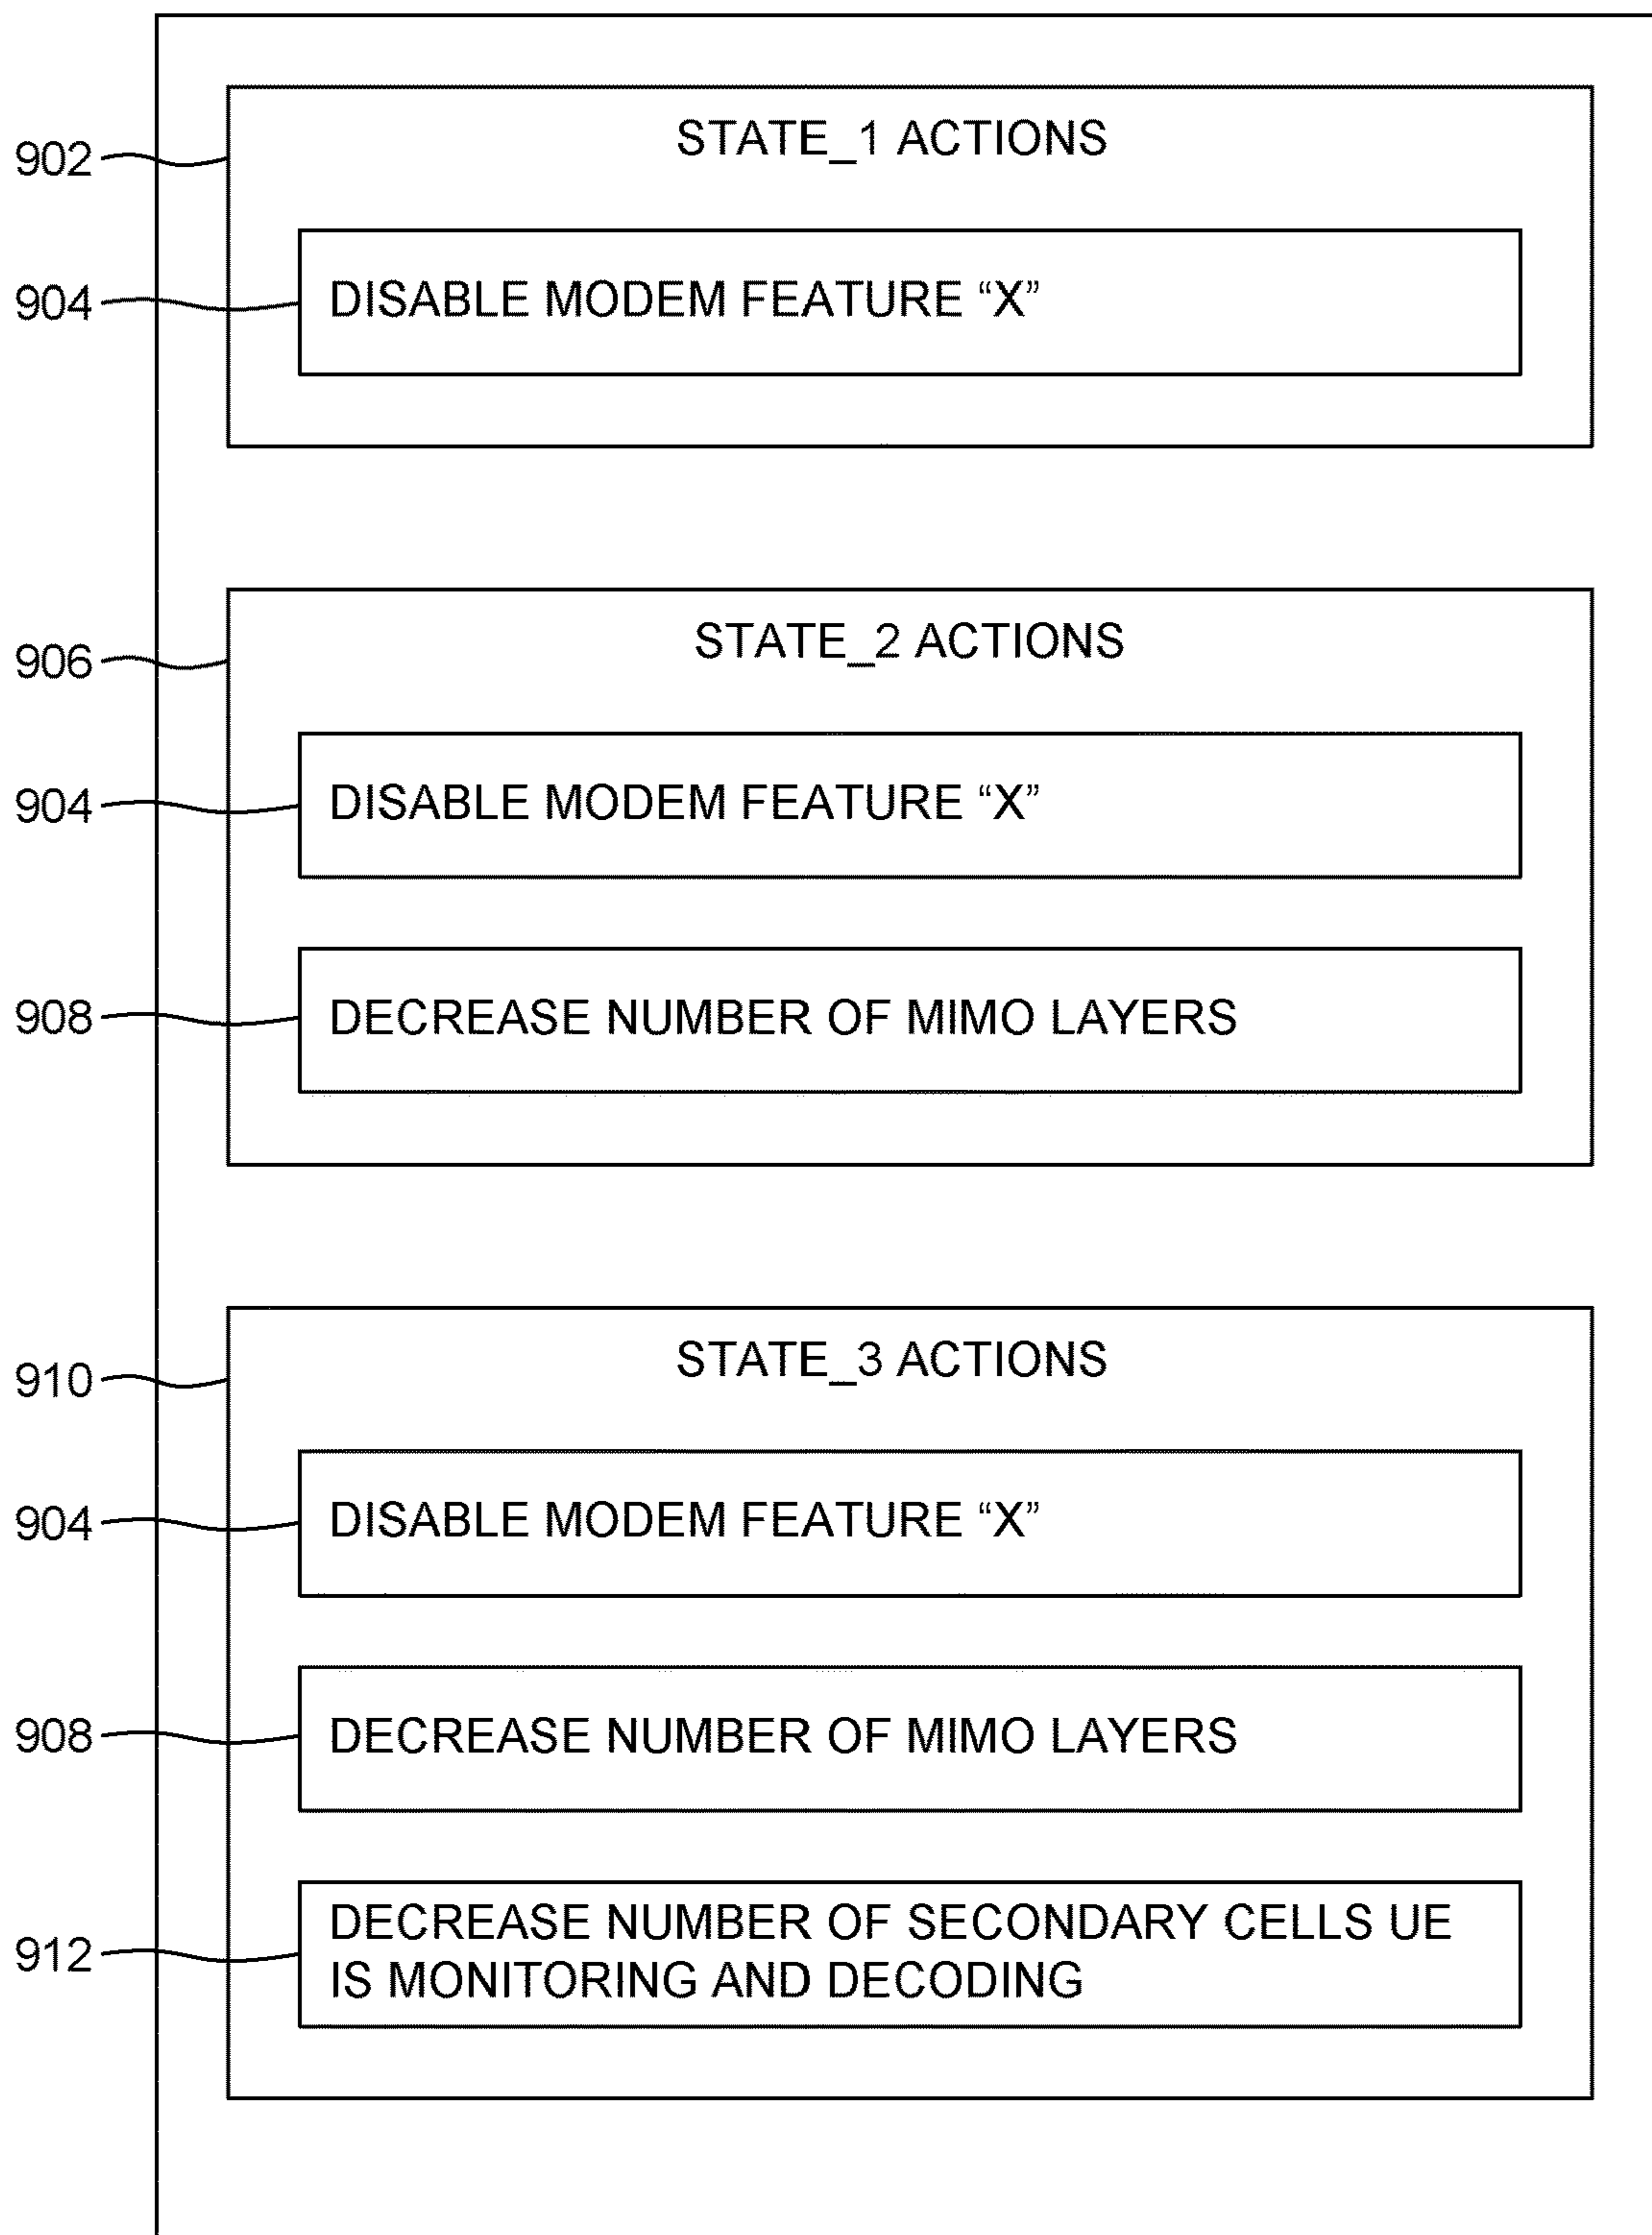 902
STATE_1 ACTIONS
904
DISABLE MODEM FEATURE “X”
906
STATE_2 ACTIONS
904
DISABLE MODEM FEATURE “X”
908
DECREASE NUMBER OF MIMO LAYERS
910
STATE_3 ACTIONS
904
DISABLE MODEM FEATURE “X”
908
DECREASE NUMBER OF MIMO LAYERS
912
DECREASE NUMBER OF SECONDARY CELLS UE
IS MONITORING AND DECODING